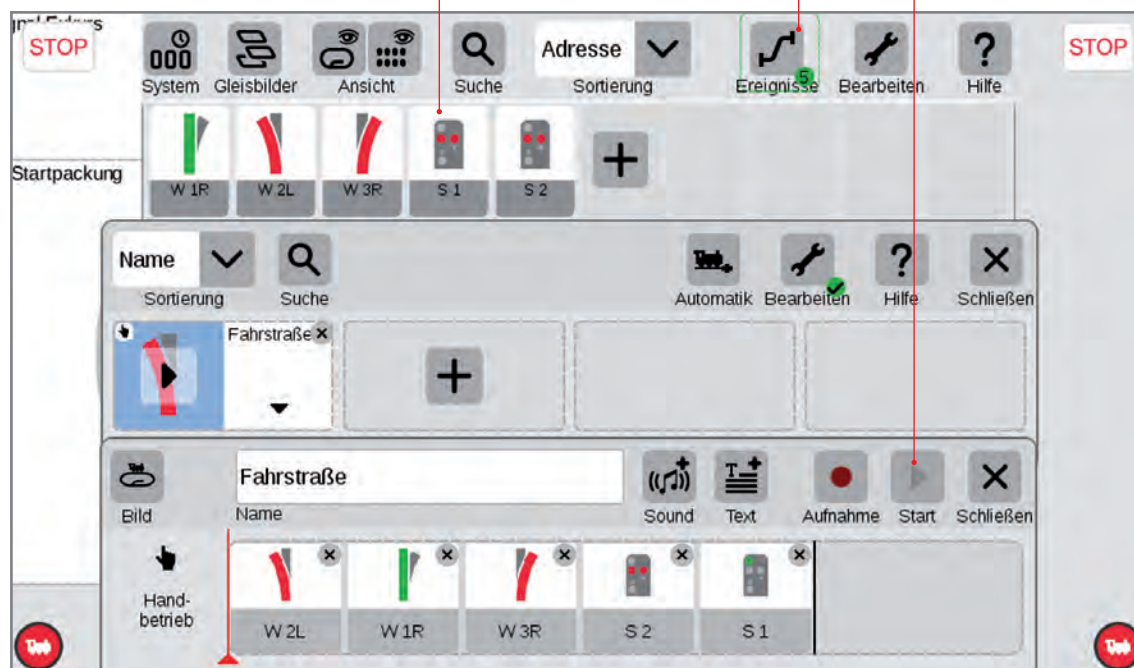 STOP
STOP
Adresse
System Gleisbilder Ansicht Suche Sortierung Ereignisse 5 Bearbeiten Hilfe
Startpackung
W 1R W 2L W 3R S 1 S 2
Name
Sortierung Suche Automatik Bearbeiten Hilfe Schließen
Fahrstraße
Fahrstraße
Bild Name Sound Text Aufnahme Start Schließen
Hand-
betrieb
W 2L W 1R W 3R S 2 S 1